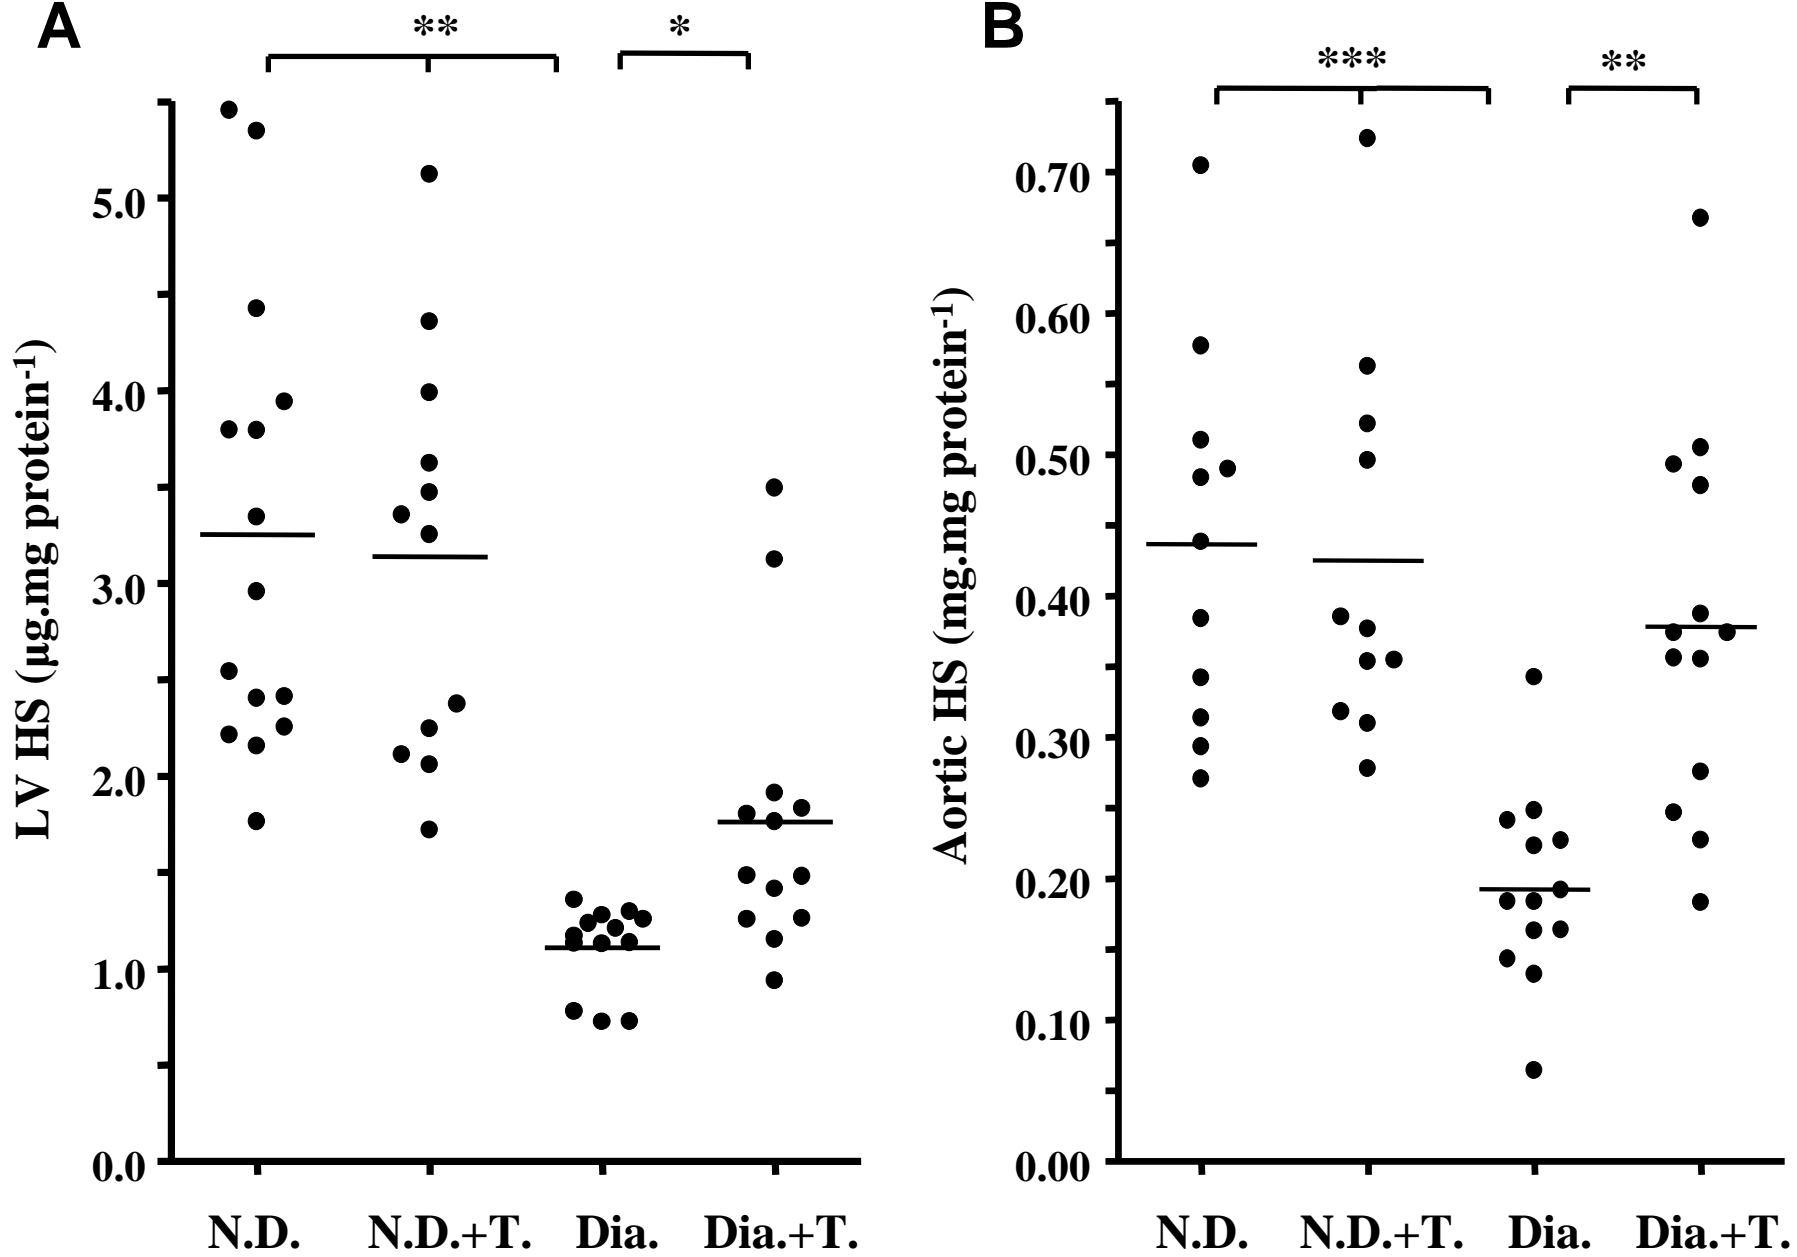 A
** *
LV HS (µg.mg protein-1)
5.0
4.0
3.0
2.0
1.0
0.0
N.D. N.D.+T. Dia. Dia.+T.
B
*** **
Aortic HS (mg.mg protein-1)
0.70
0.60
0.50
0.40
0.30
0.20
0.10
0.00
N.D. N.D.+T. Dia. Dia.+T.